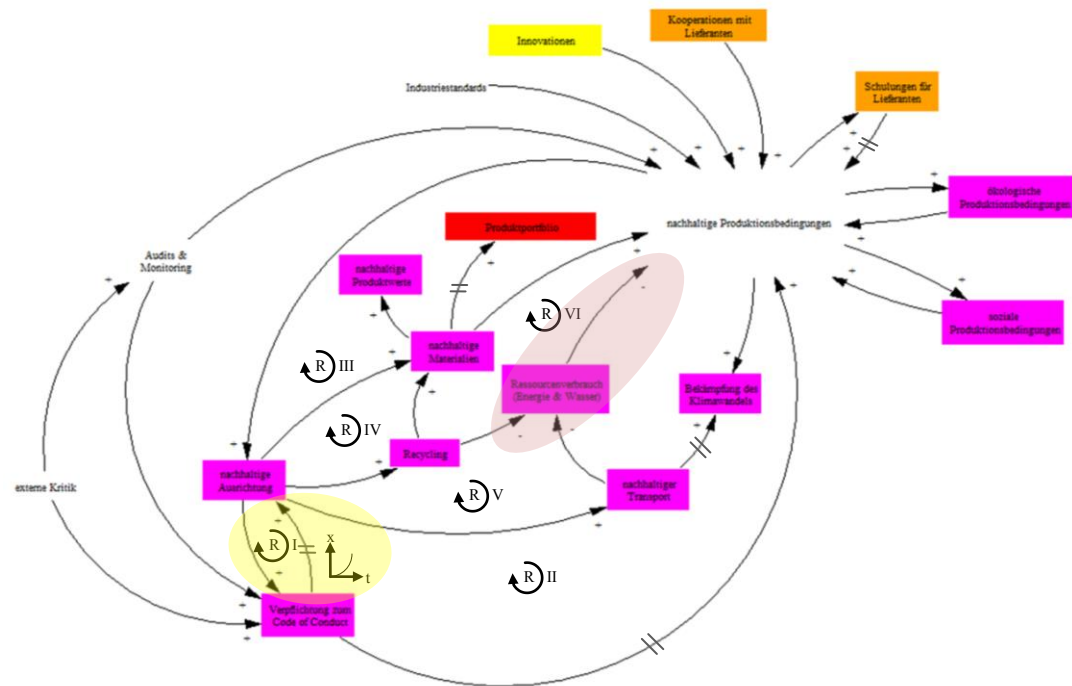 Innovationen
Kooperationen mit
Lieferanten
Industriestandards
Schulungen für
Lieferanten
ökologische
Produktionsbedingungen
nachhaltige Produktionsbedingungen
Produktportfolio
Audits &
Monitoring
nachhaltige
Produktwerte
soziale
Produktionsbedingungen
R VI
nachhaltige
Materialien
R III
Ressourcenverbrauch
(Energie & Wasser)
Bekämpfung des
Klimawandels
R IV
Recycling
nachhaltige
Ausrichtung
externe Kritik
R V
nachhaltiger
Transport
R I
x
t
R II
Verpflichtung zum
Code of Conduct